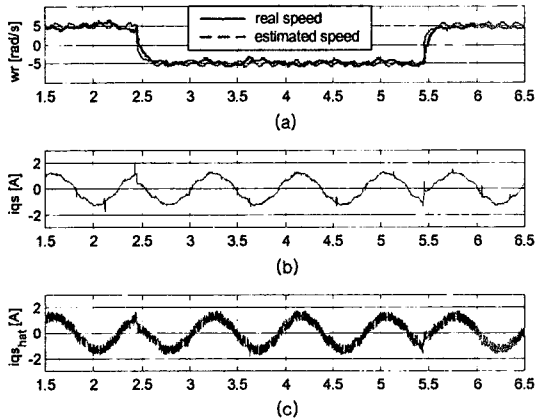 real speed
estimated speed
wr [rad/s]
10
5
0
-5
1.5 2 2.5 3 3.5 4 4.5 5 5.5 6 6.5
(a)
iqs [A]
2
0
-2
1.5 2 2.5 3 3.5 4 4.5 5 5.5 6 6.5
(b)
iqs_hat [A]
2
0
-2
1.5 2 2.5 3 3.5 4 4.5 5 5.5 6 6.5
(c)